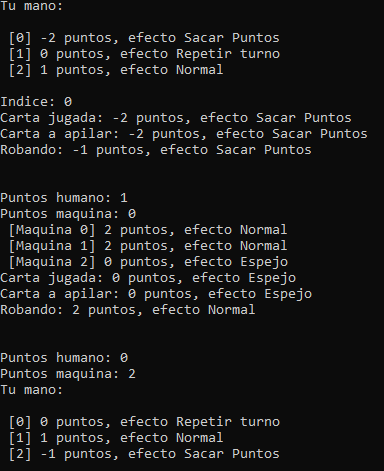 Tu mano:
[0] -2 puntos, efecto Sacar Puntos
[1] 0 puntos, efecto Repetir turno
[2] 1 puntos, efecto Normal
Indice: 0
Carta jugada: -2 puntos, efecto Sacar Puntos
Carta a apilar: -2 puntos, efecto Sacar Puntos
Robando: -1 puntos, efecto Sacar Puntos
Puntos humano: 1
Puntos maquina: 0
[Maquina 0] 2 puntos, efecto Normal
[Maquina 1] 2 puntos, efecto Normal
[Maquina 2] 0 puntos, efecto Espejo
Carta jugada: 0 puntos, efecto Espejo
Carta a apilar: 0 puntos, efecto Espejo
Robando: 2 puntos, efecto Normal
Puntos humano: 0
Puntos maquina: 2
Tu mano:
[0] 0 puntos, efecto Repetir turno
[1] 1 puntos, efecto Normal
[2] -1 puntos, efecto Sacar Puntos